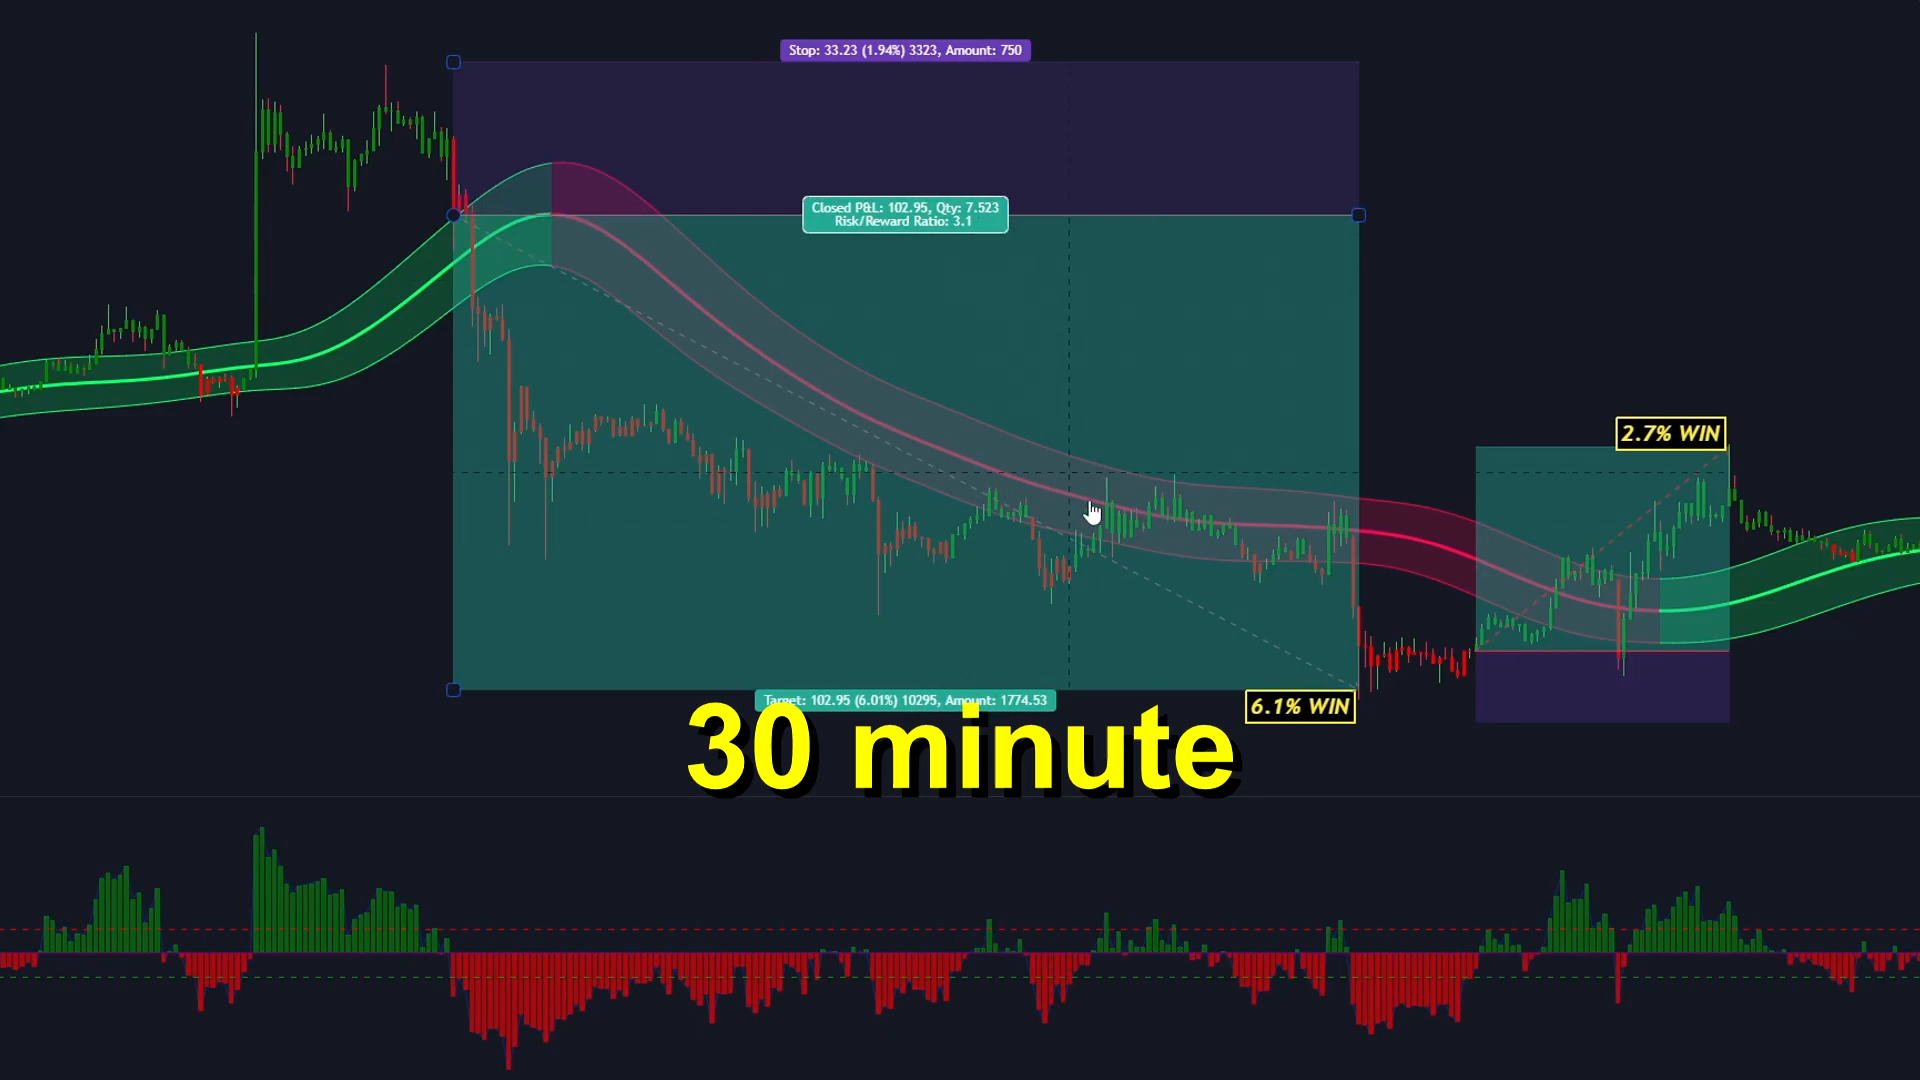 Stop: 33.23 (1.94%) 3323, Amount: 750
Closed P&L: 102.95, Qty: 7.523
Risk/Reward Ratio: 3.1
2.7% WIN
Target: 102.95 (6.01%) 10295, Amount: 1774.53
6.1% WIN
30 minute